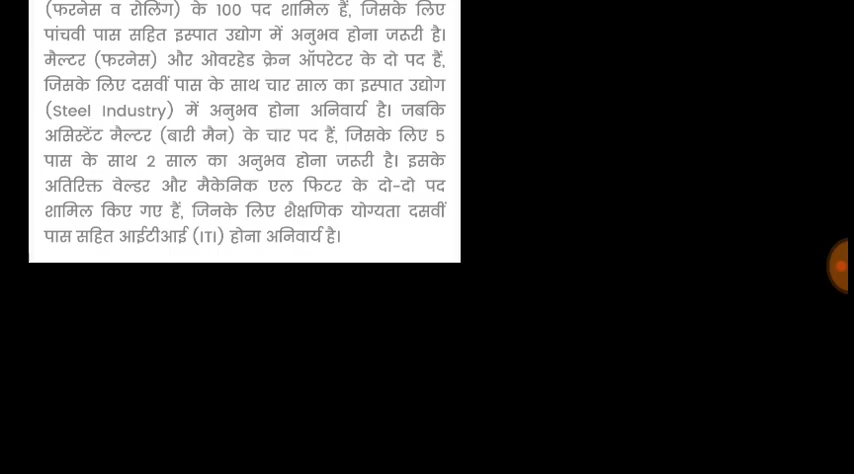 (फरनेस व रोलिंग) के 100 पद शामिल हैं, जिसके लिए
पांचवी पास सहित इस्पात उद्योग में अनुभव होना जरूरी है।
मैल्टर (फरनेस) और ओवरहेड क्रेन ऑपरेटर के दो पद हैं,
जिसके लिए दसवीं पास के साथ चार साल का इस्पात उद्योग
(Steel Industry) में अनुभव होना अनिवार्य है। जबकि
असिस्टेंट मैल्टर (बारी मैन) के चार पद हैं, जिसके लिए 5
पास के साथ 2 साल का अनुभव होना जरूरी है। इसके
अतिरिक्त वेल्डर और मैकेनिक एल फिटर के दो-दो पद
शामिल किए गए हैं, जिनके लिए शैक्षणिक योग्यता दसवीं
पास सहित आईटीआई (ITI) होना अनिवार्य है।